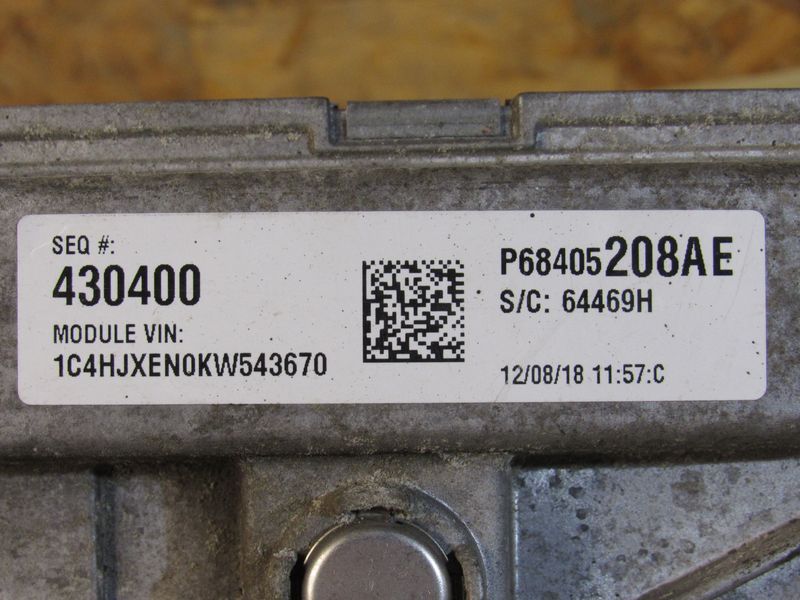 SEQ #:
430400
MODULE VIN:
1C4HJXEN0KW543670
P68405208AE
S/C: 64469H
12/08/18 11:57:C